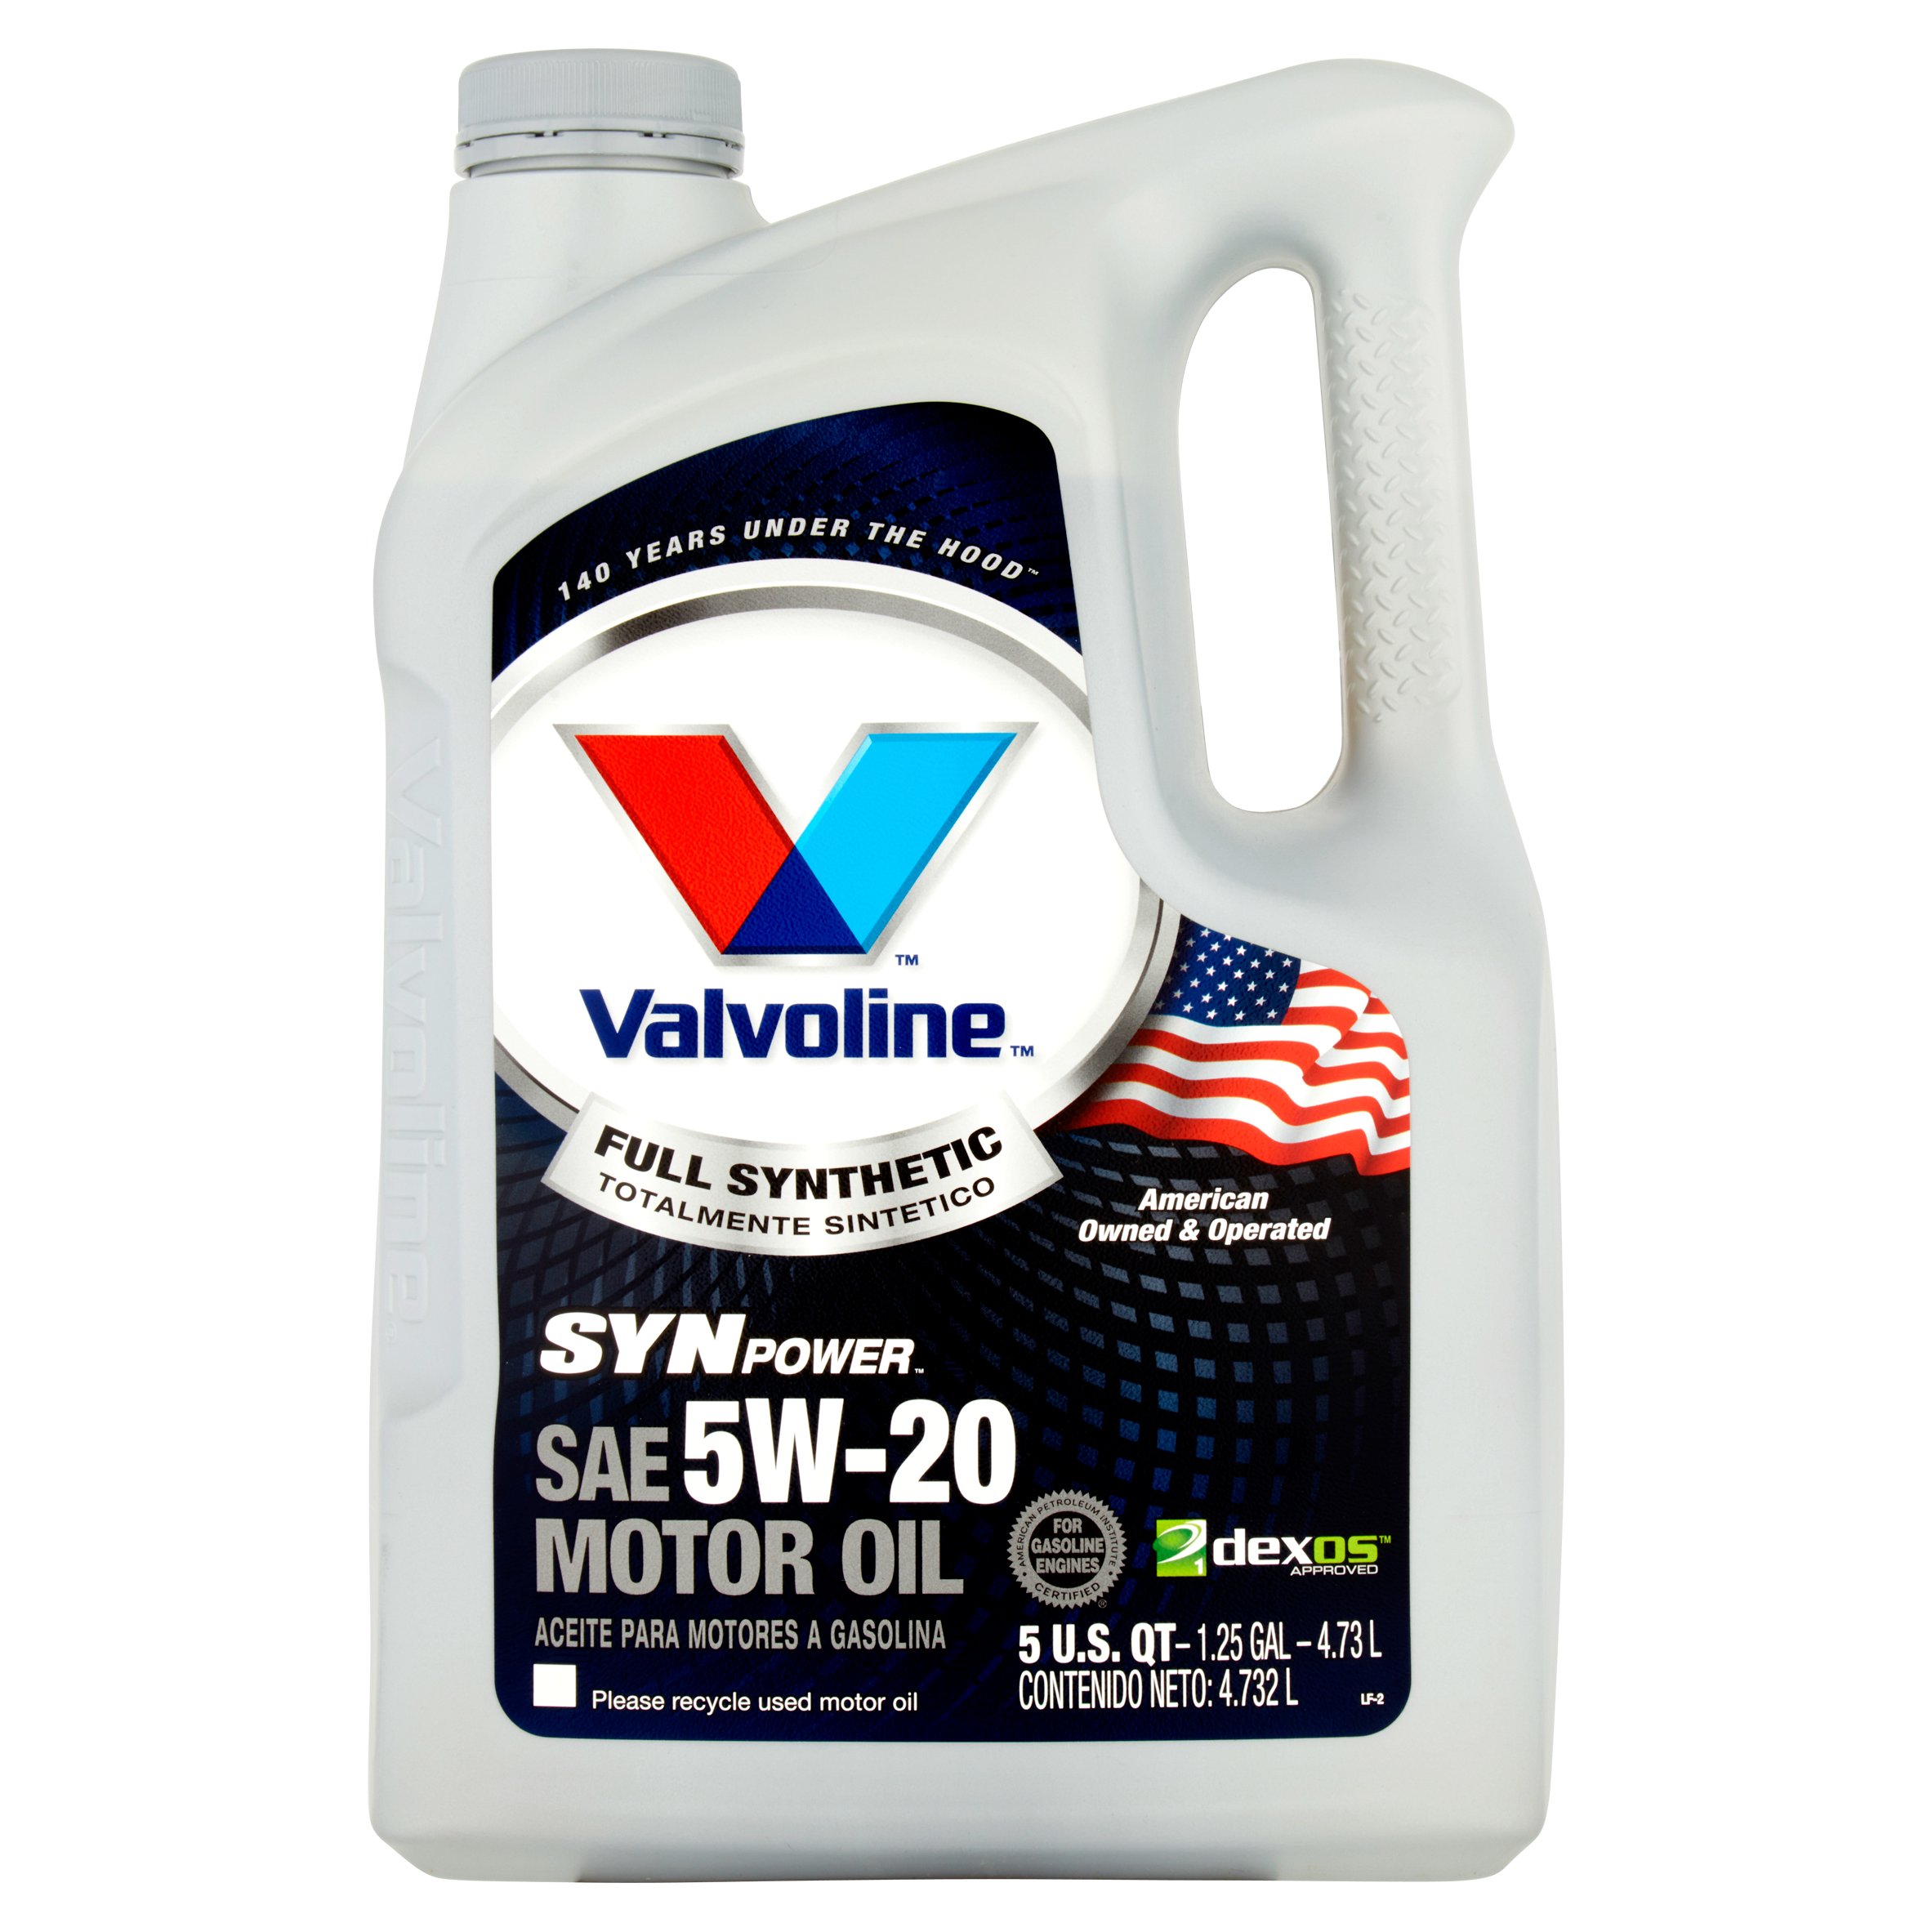 140 YEARS UNDER THE HOOD™
Valvoline™
™
Valvoline
FULL SYNTHETIC
TOTALMENTE SINTETICO
American
Owned & Operated
SYNPOWER™
SAE 5W-20
MOTOR OIL
ACEITE PARA MOTORES A GASOLINA
Please recycle used motor oil
AMERICAN PETROLEUM INSTITUTE
FOR
GASOLINE
ENGINES
CERTIFIED
®
1 dexos™
APPROVED
5 U.S. QT– 1.25 GAL – 4.73 L
CONTENIDO NETO: 4.732 L
LF-2